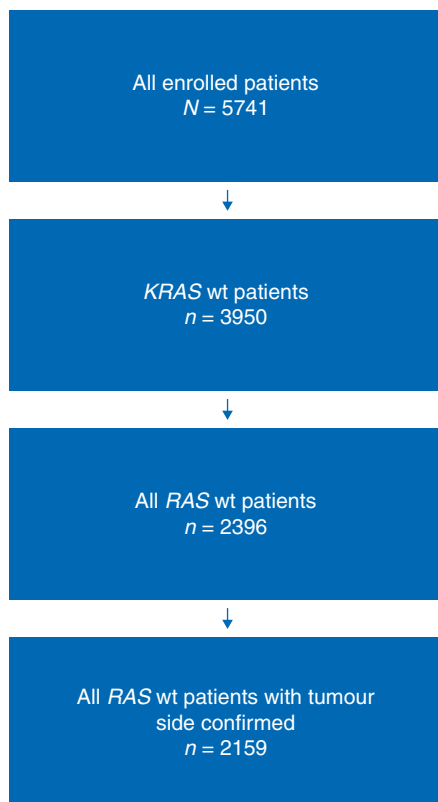 All enrolled patients
N = 5741
KRAS wt patients
n = 3950
All RAS wt patients
n = 2396
All RAS wt patients with tumour
side confirmed
n = 2159